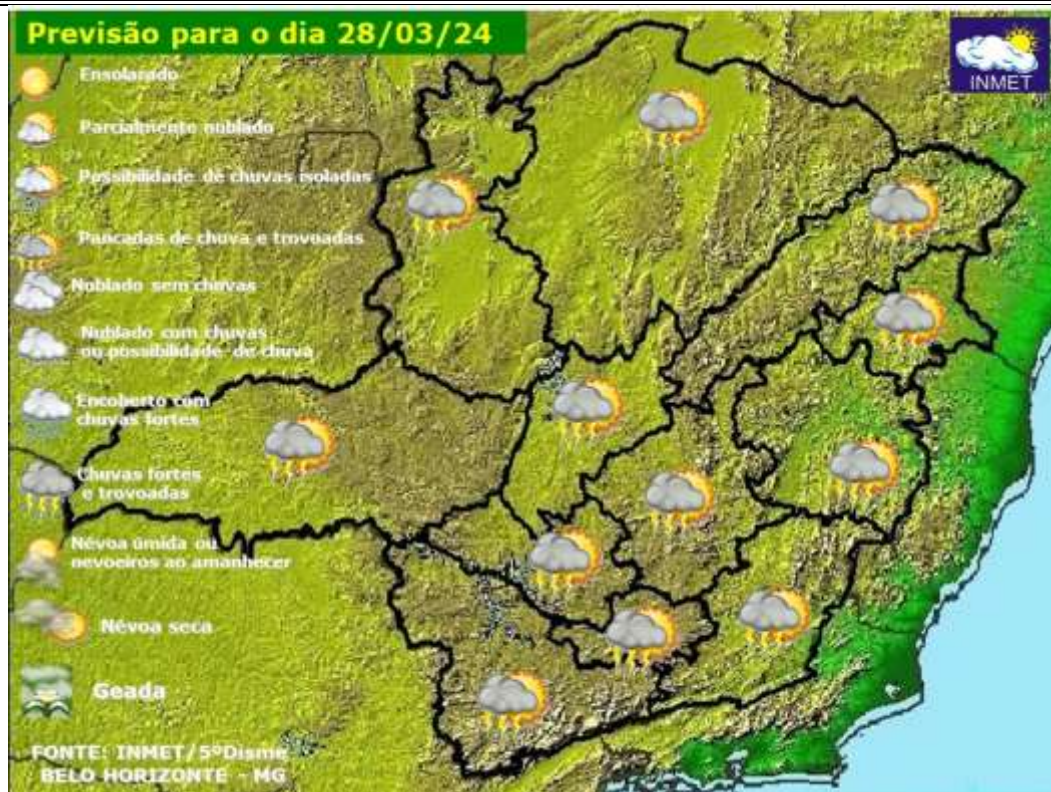 Previsão para o dia 28/03/24
INMET
Ensolarado
Parcialmente nublado
Possibilidade de chuvas isoladas
Pancadas de chuva e trovoadas
Nublado sem chuvas
Nublado com chuvas
ou possibilidade de chuva
Encoberto com
chuvas fortes
Chuvas fortes
e trovoadas
Névoa úmida ou
nevoeiros ao amanhecer
Névoa seca
Geada
FONTE: INMET/5ºDisme
BELO HORIZONTE - MG